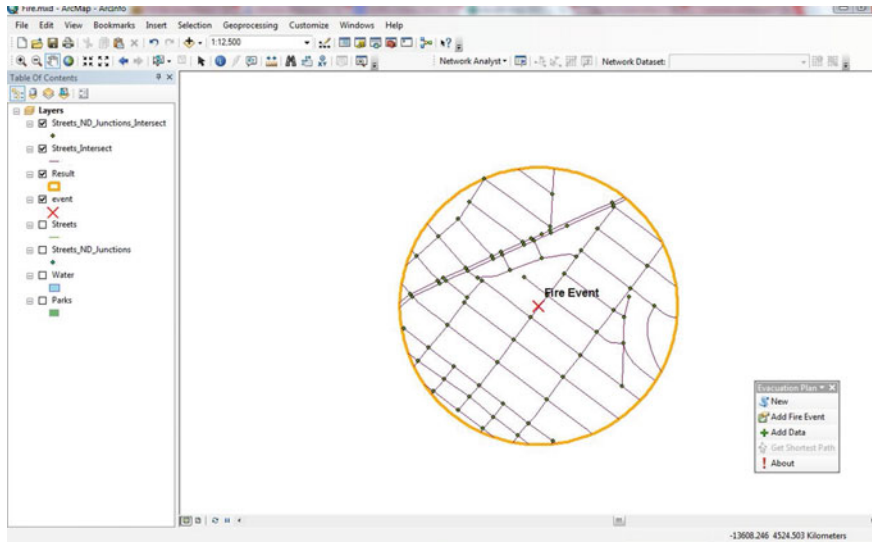 Fire.mxd - ArcMap - ArcInfo
File Edit View Bookmarks Insert Selection Geoprocessing Customize Windows Help
1:12,500
Network Analyst Network Dataset:
Table Of Contents
Layers
Streets_ND_Junctions_Intersect
Streets_Intersect
Result
event
Streets
Streets_ND_Junctions
Water
Parks
Fire Event
Evacuation Plan
New
Add Fire Event
Add Data
Get Shortest Path
About
-13608.246 4524.503 Kilometers